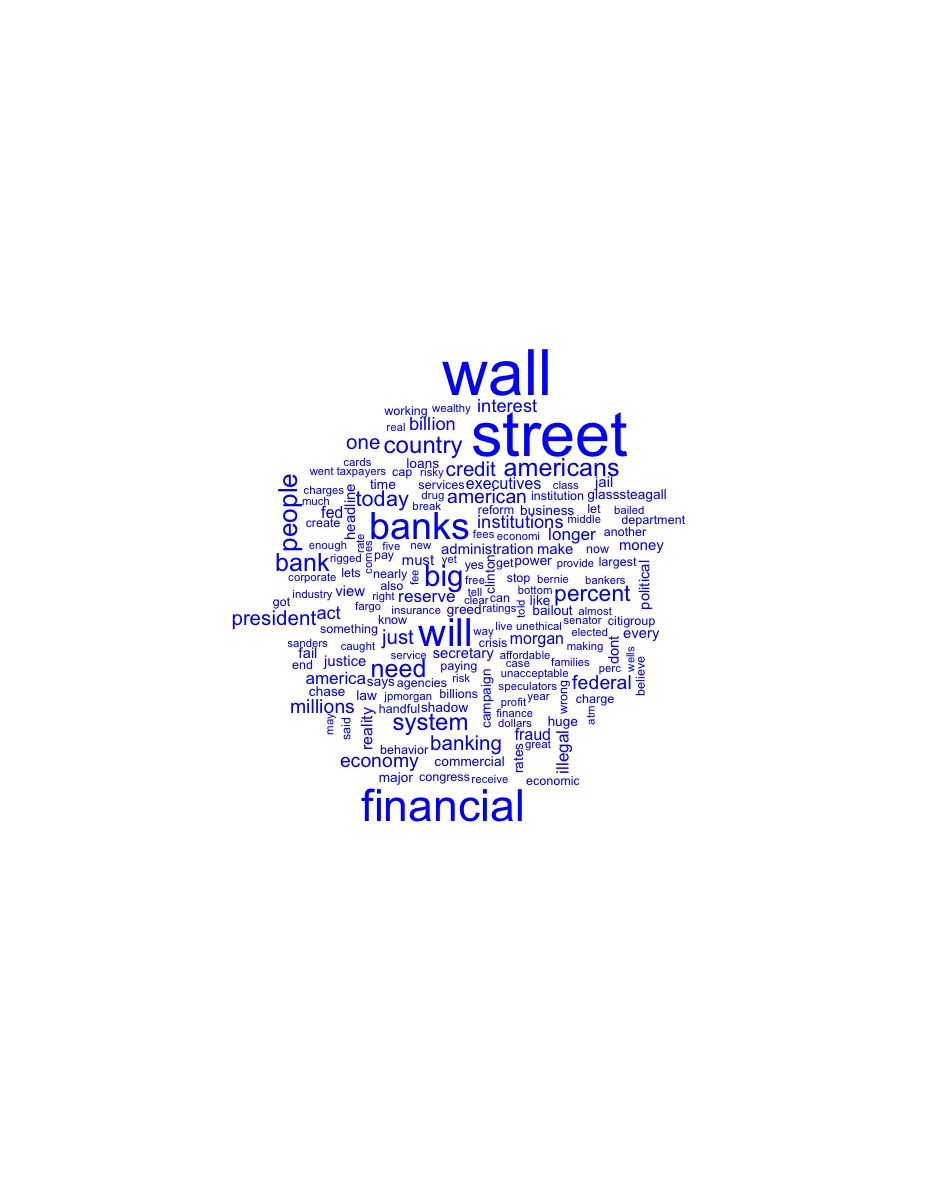 wall
working wealthy interest
real billion street
one country
cards loans credit americans
went taxpayers cap risky
people charges time services executives class jail
much headline today drug american institution glasssteagall
break reform business let bailed
fed create banks institutions middle department
fees economi longer another
enough rate five new administration make now money
bank rigged comes pay must yet yes get power provide largest
corporate lets nearly big free clinton stop bernie bankers political
also fee tell bottom percent
industry view right reserve clear can like
got fargo insurance greed ratings told bailout almost
president act know senator citigroup
something just will way live unethical elected every
sanders caught crisis morgan making dont
fail service secretary affordable families wells
end justice need paying case perc believe
america says agencies risk unacceptable
chase law jpmorgan billions campaign speculators wrong federal
millions handful shadow profit year charge
may said reality system finance atm
dollars huge
behavior banking fraud illegal
rates great
economy commercial
major congress receive economic
financial